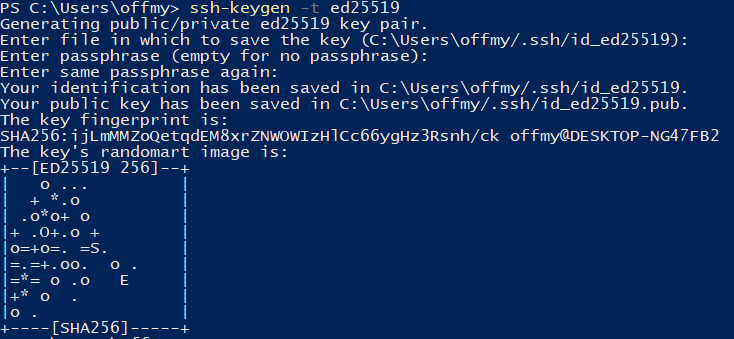 PS C:\Users\offmy> ssh-keygen -t ed25519
Generating public/private ed25519 key pair.
Enter file in which to save the key (C:\Users\offmy/.ssh/id_ed25519):
Enter passphrase (empty for no passphrase):
Enter same passphrase again:
Your identification has been saved in C:\Users\offmy/.ssh/id_ed25519.
Your public key has been saved in C:\Users\offmy/.ssh/id_ed25519.pub.
The key fingerprint is:
SHA256:ijLmMMZoQetqdEM8xrZNWOWIzHlCc66ygHz3Rsnh/ck offmy@DESKTOP-NG47FB2
The key's randomart image is:
+--[ED25519 256]--+
|   o ...         |
|  + *.o          |
| .o*o+ o         |
|+ .O+.o +        |
|o=+o=. =S.       |
|=.=+.oo.  o .    |
|=*= o .o   E     |
|+* o  .          |
|o .              |
+----[SHA256]-----+